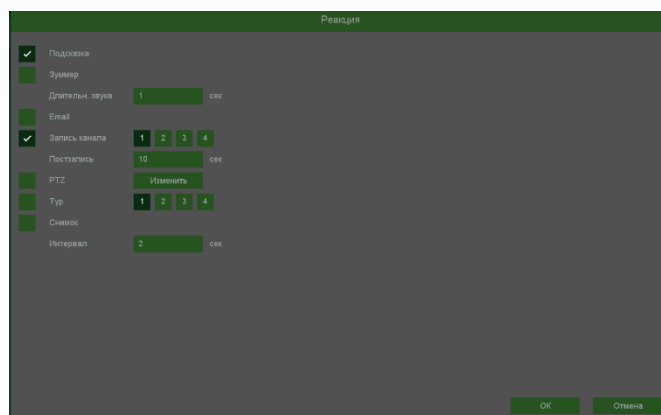 Реакция
Подсказка
Зуммер
Длительн. звука 1 сек
Email
Запись канала 1 2 3 4
Постзапись 10 сек
PTZ Изменить
Тур 1 2 3 4
Снимок
Интервал 2 сек
ОК Отмена